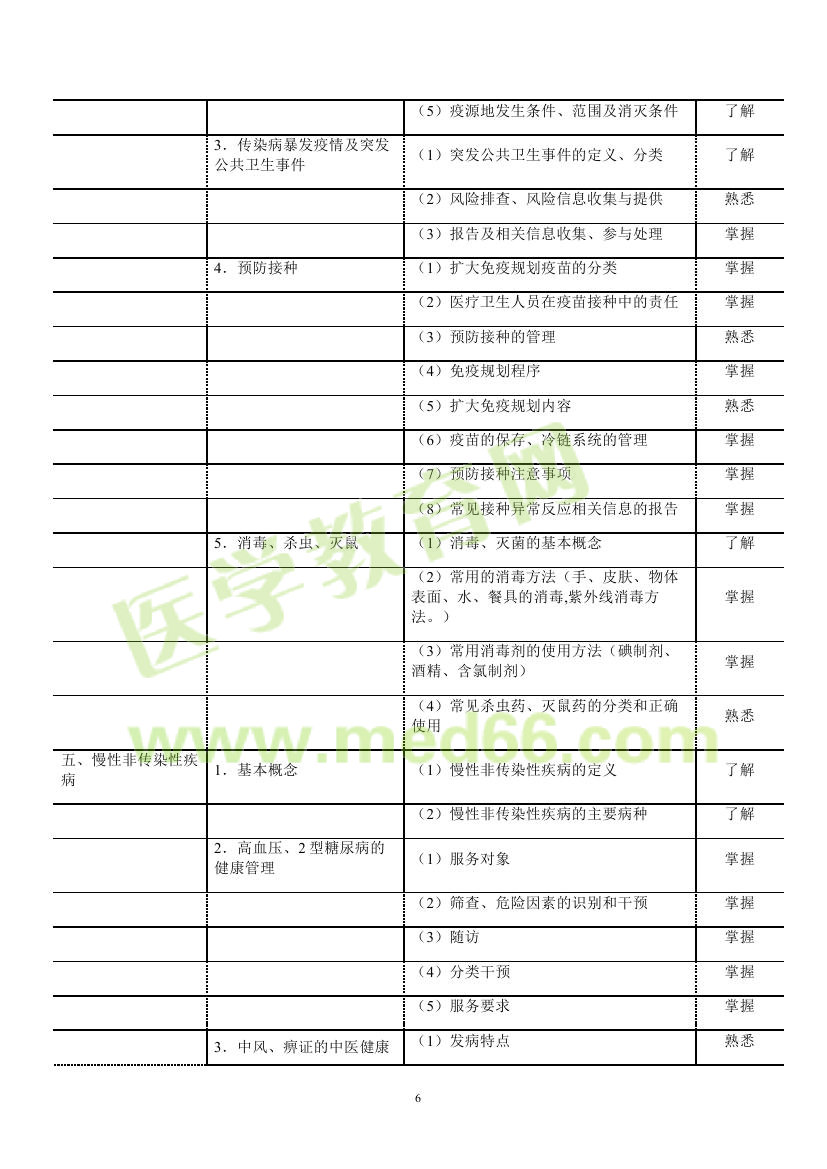 （5）疫源地发生条件、范围及消灭条件 了解
3．传染病暴发疫情及突发
公共卫生事件
（1）突发公共卫生事件的定义、分类 了解
（2）风险排查、风险信息收集与提供 熟悉
（3）报告及相关信息收集、参与处理 掌握
4．预防接种 （1）扩大免疫规划疫苗的分类 掌握
（2）医疗卫生人员在疫苗接种中的责任 掌握
（3）预防接种的管理 熟悉
（4）免疫规划程序 掌握
（5）扩大免疫规划内容 熟悉
（6）疫苗的保存、冷链系统的管理 掌握
（7）预防接种注意事项 掌握
（8）常见接种异常反应相关信息的报告 掌握
5．消毒、杀虫、灭鼠 （1）消毒、灭菌的基本概念 了解
（2）常用的消毒方法（手、皮肤、物体
表面、水、餐具的消毒,紫外线消毒方
法。）
掌握
（3）常用消毒剂的使用方法（碘制剂、
酒精、含氯制剂）
掌握
（4）常见杀虫药、灭鼠药的分类和正确
使用
熟悉
五、慢性非传染性疾
病
1．基本概念 （1）慢性非传染性疾病的定义 了解
（2）慢性非传染性疾病的主要病种 了解
2．高血压、2 型糖尿病的
健康管理
（1）服务对象 掌握
（2）筛查、危险因素的识别和干预 掌握
（3）随访 掌握
（4）分类干预 掌握
（5）服务要求 掌握
3．中风、痹证的中医健康 （1）发病特点 熟悉
医学教育网
www.med66.com
6